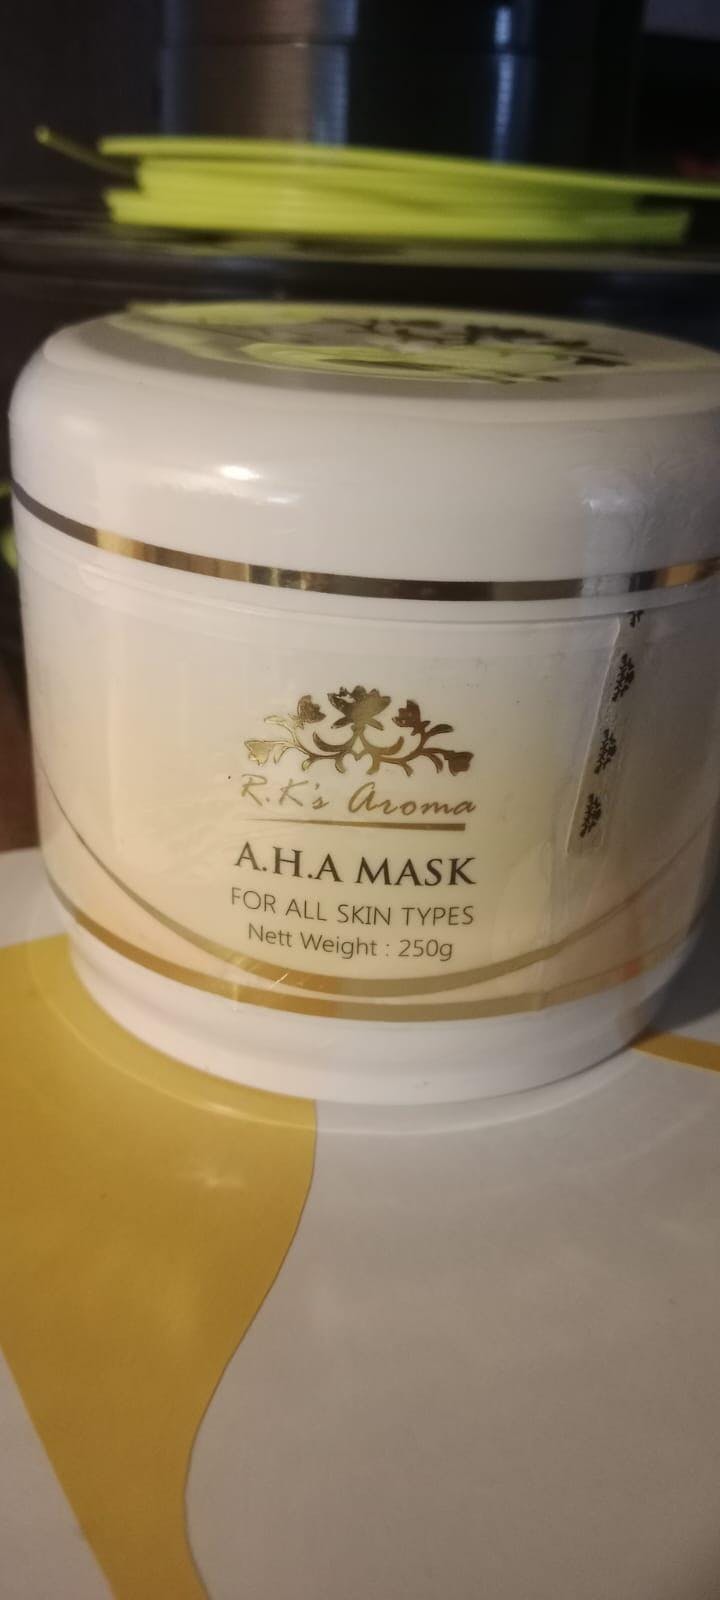 R.K's Aroma
A.H.A MASK
FOR ALL SKIN TYPES
Nett Weight : 250g